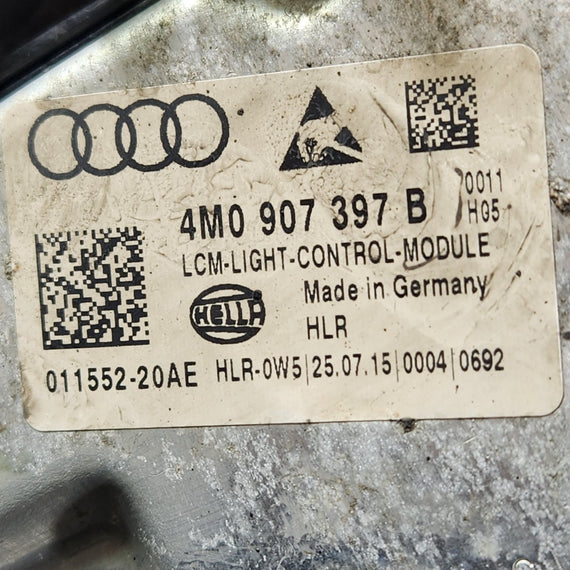 4M0 907 397 B
0011
H05
LCM-LIGHT-CONTROL-MODULE
HELLA
Made in Germany
HLR
011552-20AE
HLR-0W5 | 25.07.15 | 0004 | 0692